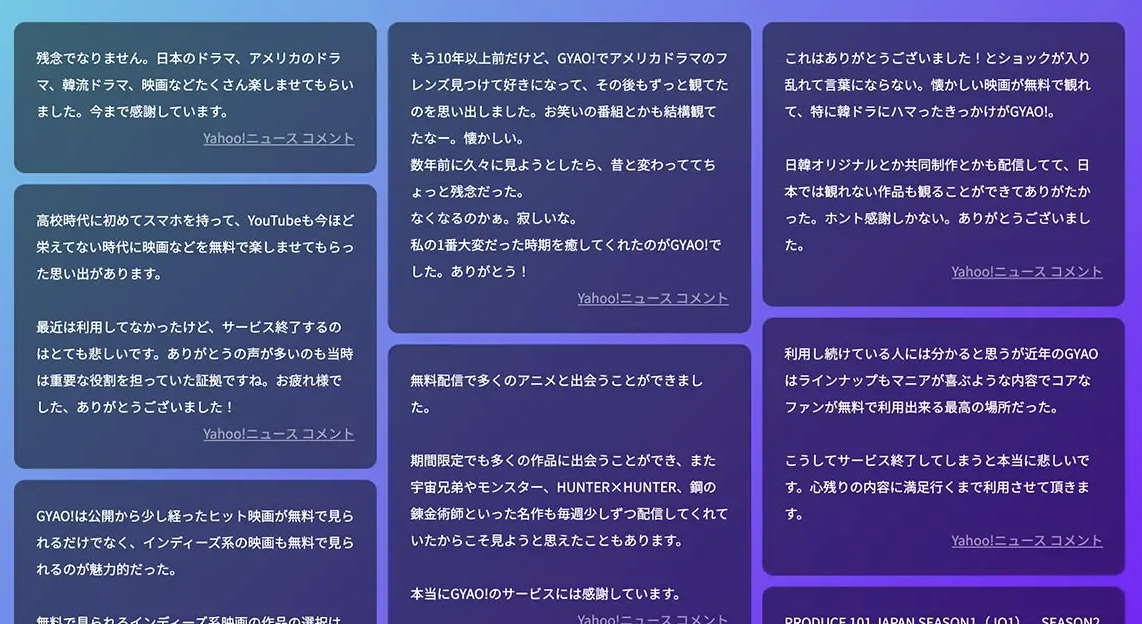 残念でなりません。日本のドラマ、アメリカのドラ
マ、韓流ドラマ、映画などたくさん楽しませてもらい
ました。今まで感謝しています。
Yahoo!ニュース コメント
高校時代に初めてスマホを持って、YouTubeも今ほど
栄えてない時代に映画などを無料で楽しませてもらっ
た思い出があります。
最近は利用してなかったけど、サービス終了するの
はとても悲しいです。ありがとうの声が多いのも当時
は重要な役割を担っていた証拠ですね。お疲れ様で
した、ありがとうございました！
Yahoo!ニュース コメント
GYAO!は公開から少し経ったヒット映画が無料で見ら
れるだけでなく、インディーズ系の映画も無料で見ら
れるのが魅力的だった。
無料で見られるインディーズ系映画の作品の選択は
もう10年以上前だけど、GYAO!でアメリカドラマのフ
レンズ見つけて好きになって、その後もずっと観てた
のを思い出しました。お笑いの番組とかも結構観て
たなー。懐かしい。
数年前に久々に見ようとしたら、昔と変わっててち
ょっと残念だった。
なくなるのかぁ。寂しいな。
私の1番大変だった時期を癒してくれたのがGYAO!で
した。ありがとう！
Yahoo!ニュース コメント
無料配信で多くのアニメと出会うことができまし
た。
期間限定でも多くの作品に出会うことができ、また
宇宙兄弟やモンスター、HUNTER×HUNTER、鋼の
錬金術師といった名作も毎週少しずつ配信してくれて
いたからこそ見ようと思えたこともあります。
本当にGYAO!のサービスには感謝しています。
Yahoo!ニュース コメント
これはありがとうございました！とショックが入り
乱れて言葉にならない。懐かしい映画が無料で観れ
て、特に韓ドラにハマったきっかけがGYAO!。
日韓オリジナルとか共同制作とかも配信してて、日
本では観れない作品も観ることができてありがたか
った。ホント感謝しかない。ありがとうございまし
た。
Yahoo!ニュース コメント
利用し続けている人には分かると思うが近年のGYAO
はラインナップもマニアが喜ぶような内容でコアな
ファンが無料で利用出来る最高の場所だった。
こうしてサービス終了してしまうと本当に悲しいで
す。心残りの内容に満足行くまで利用させて頂きま
す。
Yahoo!ニュース コメント
PRODUCE 101 JAPAN SEASON1（JO1）、SEASON2